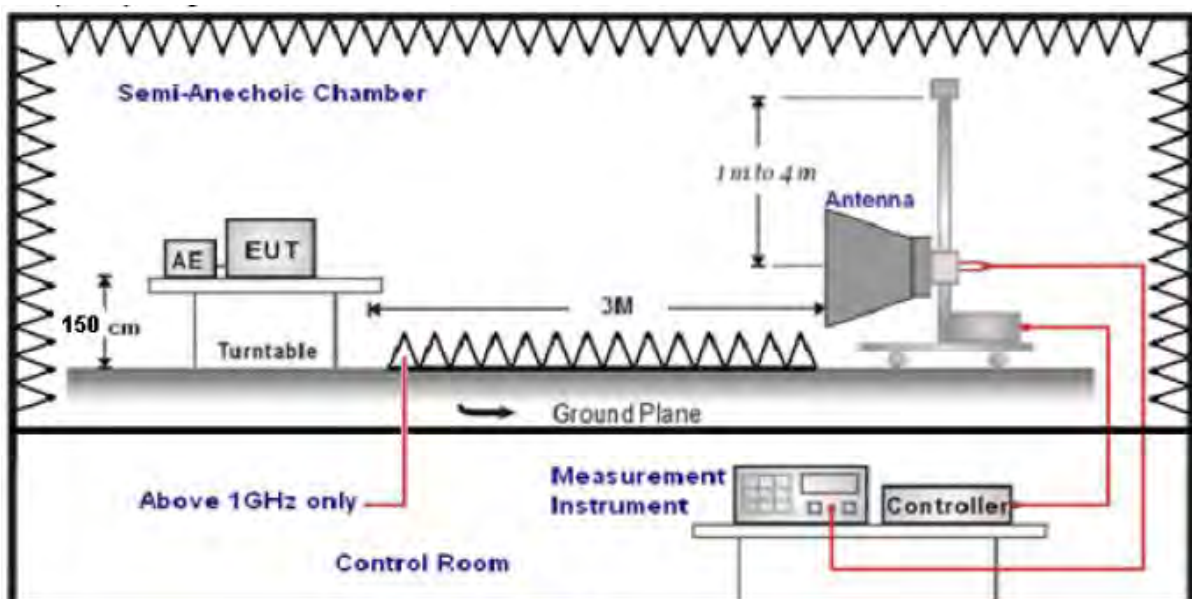 Semi-Anechoic Chamber
1 m to 4 m
Antenna
AE
EUT
3M
150 cm
Turntable
Ground Plane
Measurement
Instrument
Above 1GHz only
Controller
Control Room